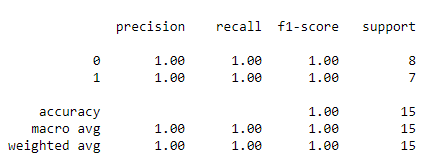 precision recall f1-score support
0 1.00 1.00 1.00 8
1 1.00 1.00 1.00 7
accuracy 1.00 15
macro avg 1.00 1.00 1.00 15
weighted avg 1.00 1.00 1.00 15